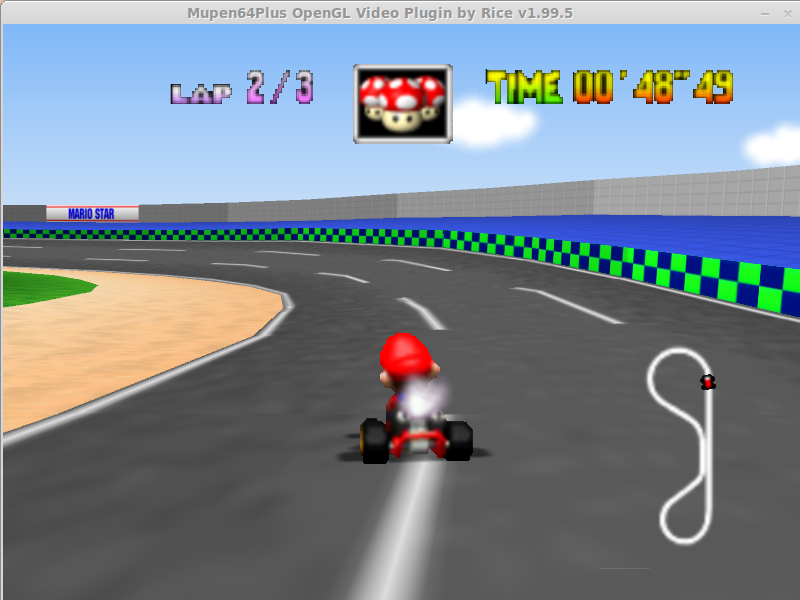 Mupen64Plus OpenGL Video Plugin by Rice v1.99.5
LAP 2/3
TIME 00'48"49
MARIO STAR